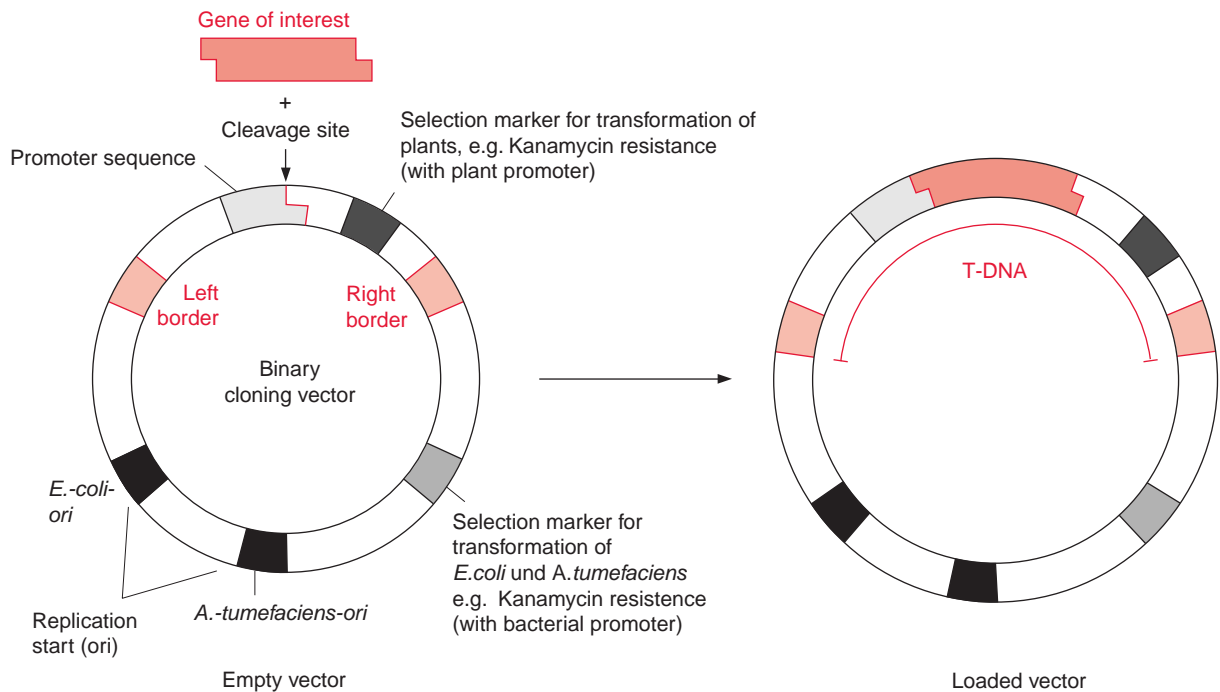 Gene of interest
+
Cleavage site
Promoter sequence
Selection marker for transformation of
plants, e.g. Kanamycin resistance
(with plant promoter)
Left
border
Right
border
Binary
cloning vector
E.-coli-
ori
Replication
start (ori)
A.-tumefaciens-ori
Selection marker for
transformation of
E.coli und A.tumefaciens
e.g. Kanamycin resistence
(with bacterial promoter)
Empty vector
T-DNA
Loaded vector